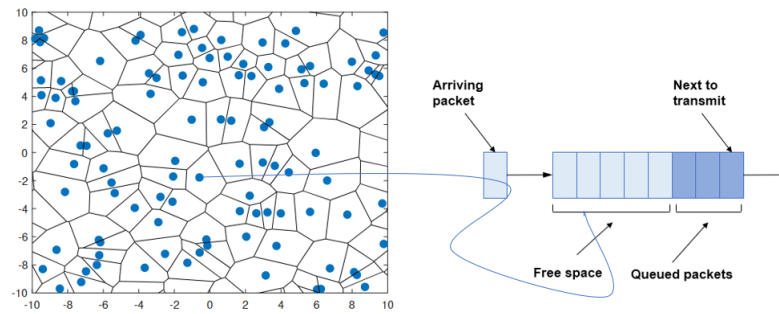 10
8
6
4
2
0
-2
-4
-6
-8
-10
-10 -8 -6 -4 -2 0 2 4 6 8 10
Arriving
packet
Next to
transmit
Free space
Queued packets